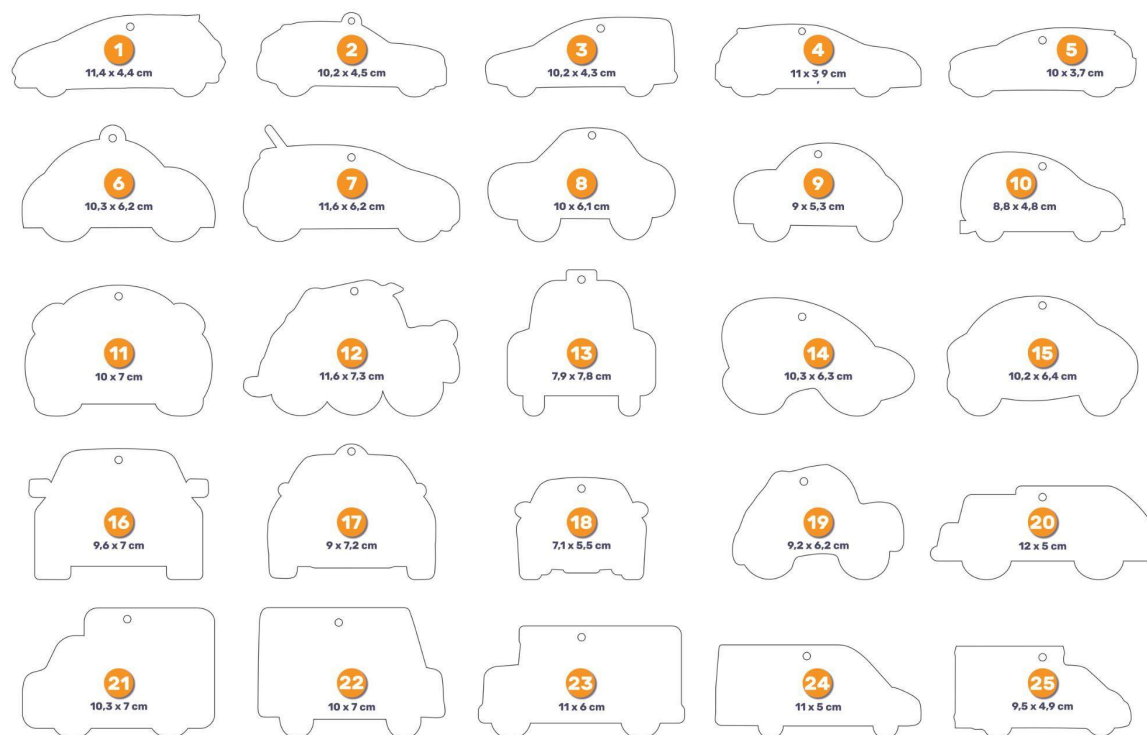 1
11,4 x 4,4 cm
2
10,2 x 4,5 cm
3
10,2 x 4,3 cm
4
11 x 3 9 cm
,
5
10 x 3,7 cm
6
10,3 x 6,2 cm
7
11,6 x 6,2 cm
8
10 x 6,1 cm
9
9 x 5,3 cm
10
8,8 x 4,8 cm
11
10 x 7 cm
12
11,6 x 7,3 cm
13
7,9 x 7,8 cm
14
10,3 x 6,3 cm
15
10,2 x 6,4 cm
16
9,6 x 7 cm
17
9 x 7,2 cm
18
7,1 x 5,5 cm
19
9,2 x 6,2 cm
20
12 x 5 cm
21
10,3 x 7 cm
22
10 x 7 cm
23
11 x 6 cm
24
11 x 5 cm
25
9,5 x 4,9 cm